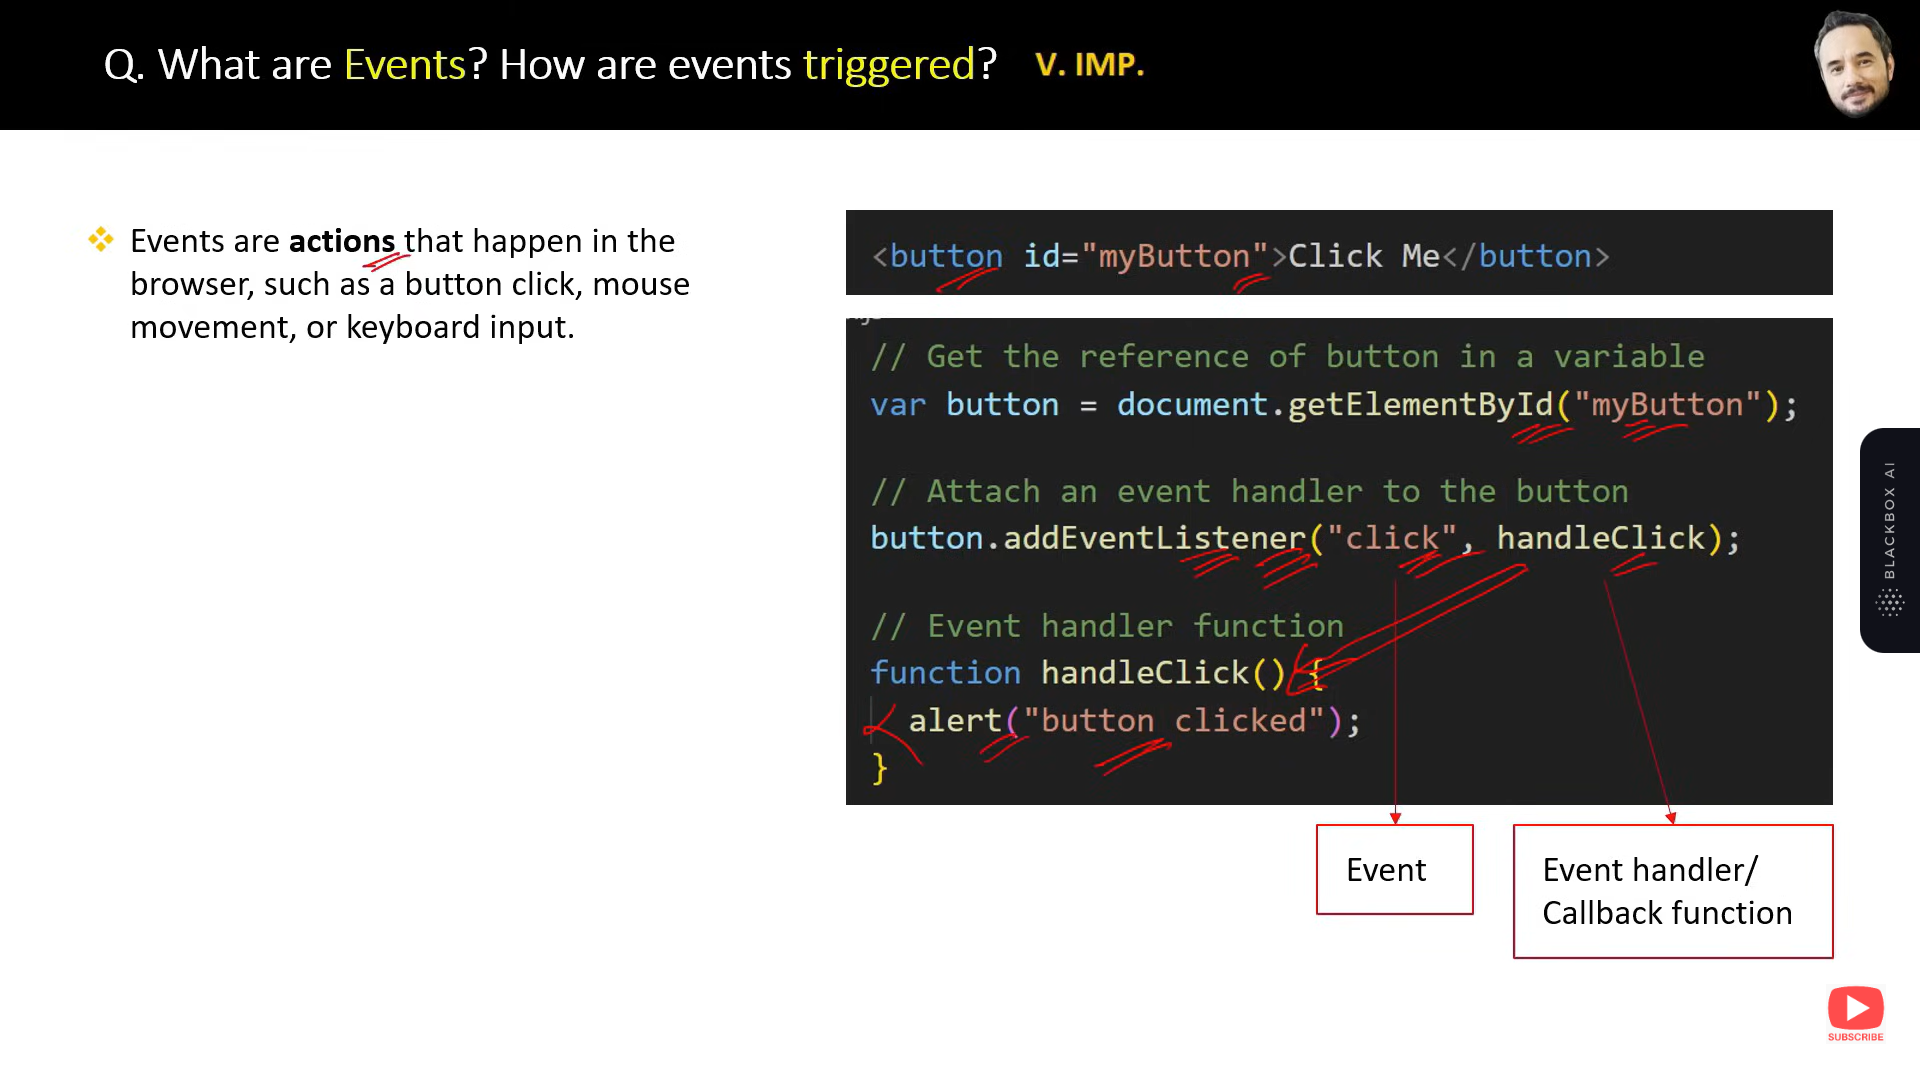 Q. What are Events? How are events triggered? V. IMP.
Events are actions that happen in the
browser, such as a button click, mouse
movement, or keyboard input.
<button id="myButton">Click Me</button>
// Get the reference of button in a variable
var button = document.getElementById("myButton");
// Attach an event handler to the button
button.addEventListener("click", handleClick);
// Event handler function
function handleClick() {
alert("button clicked");
}
Event
Event handler/
Callback function
BLACKBOX AI
SUBSCRIBE